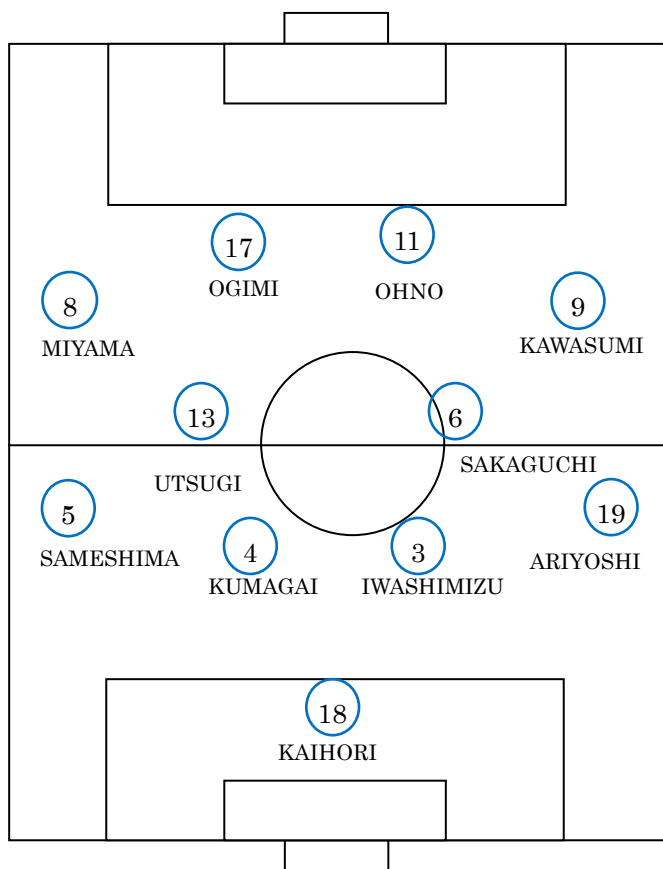 17
11
OGIMI
OHNO
8
9
MIYAMA
KAWASUMI
13
6
UTSUGI
SAKAGUCHI
5
19
SAMESHIMA
ARIYOSHI
4
3
KUMAGAI
IWASHIMIZU
18
KAIHORI